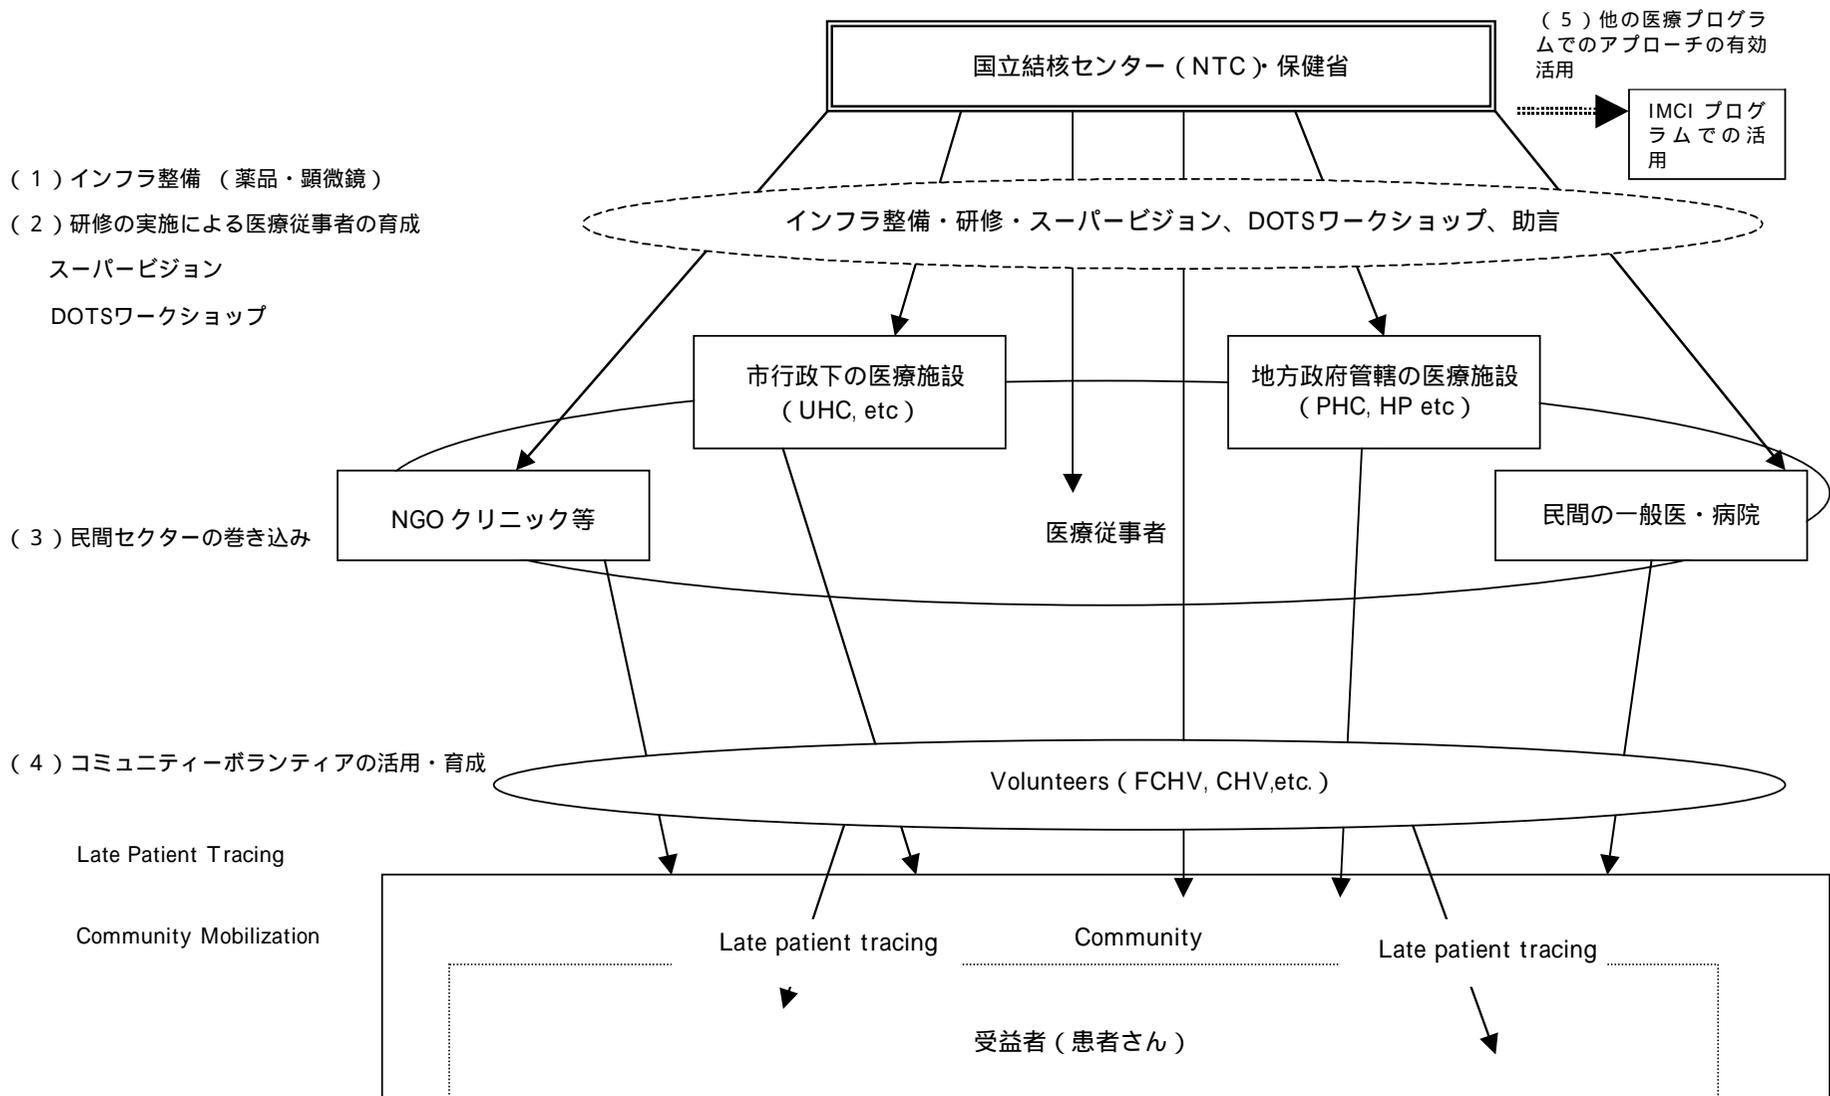 国立結核センター（NTC）・保健省
（５）他の医療プログラ
ムでのアプローチの有効
活用
IMCI プログ
ラムでの活
用
（１）インフラ整備 （薬品・顕微鏡）
（２）研修の実施による医療従事者の育成
スーパービジョン
DOTSワークショップ
インフラ整備・研修・スーパービジョン、DOTSワークショップ、助言
市行政下の医療施設
（UHC, etc）
地方政府管轄の医療施設
（PHC, HP etc）
（３）民間セクターの巻き込み
NGO クリニック等
医療従事者
民間の一般医・病院
（４）コミュニティーボランティアの活用・育成
Volunteers（FCHV, CHV,etc.）
Late Patient Tracing
Community Mobilization
Late patient tracing
Community
Late patient tracing
受益者（患者さん）